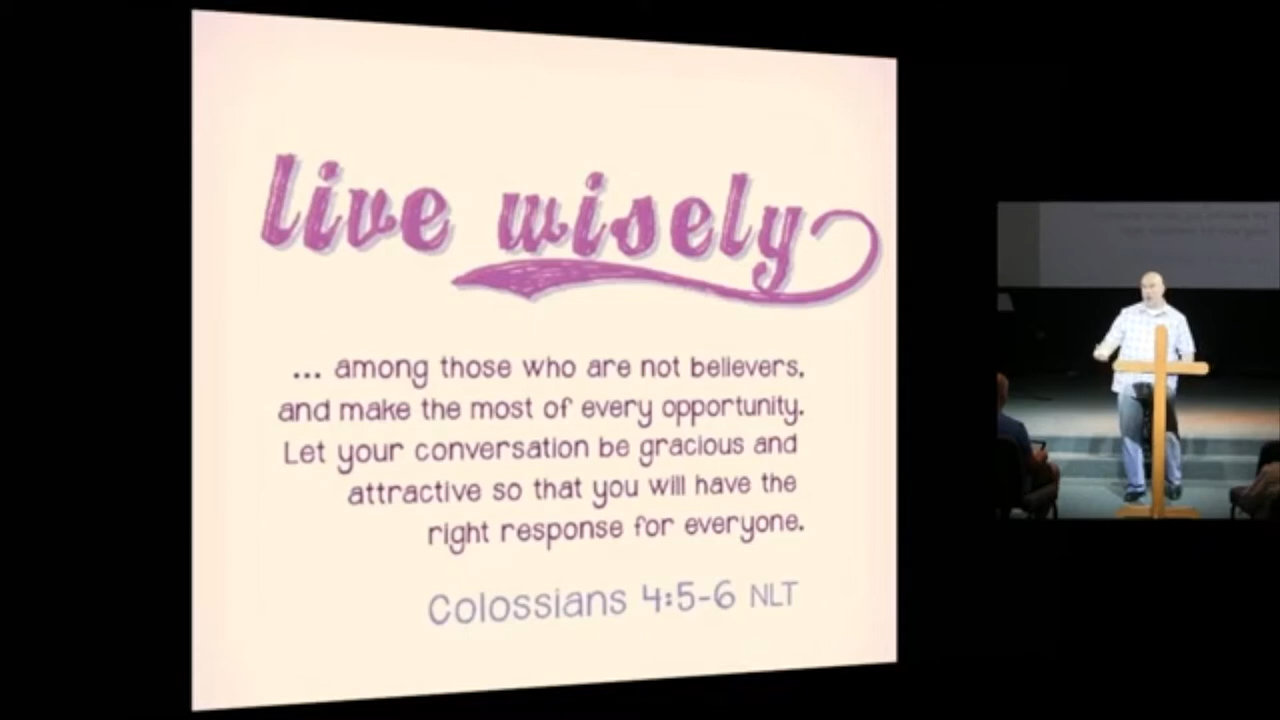 live wisely
... among those who are not believers,
and make the most of every opportunity.
Let your conversation be gracious and
attractive so that you will have the
right response for everyone.
Colossians 4:5-6 NLT